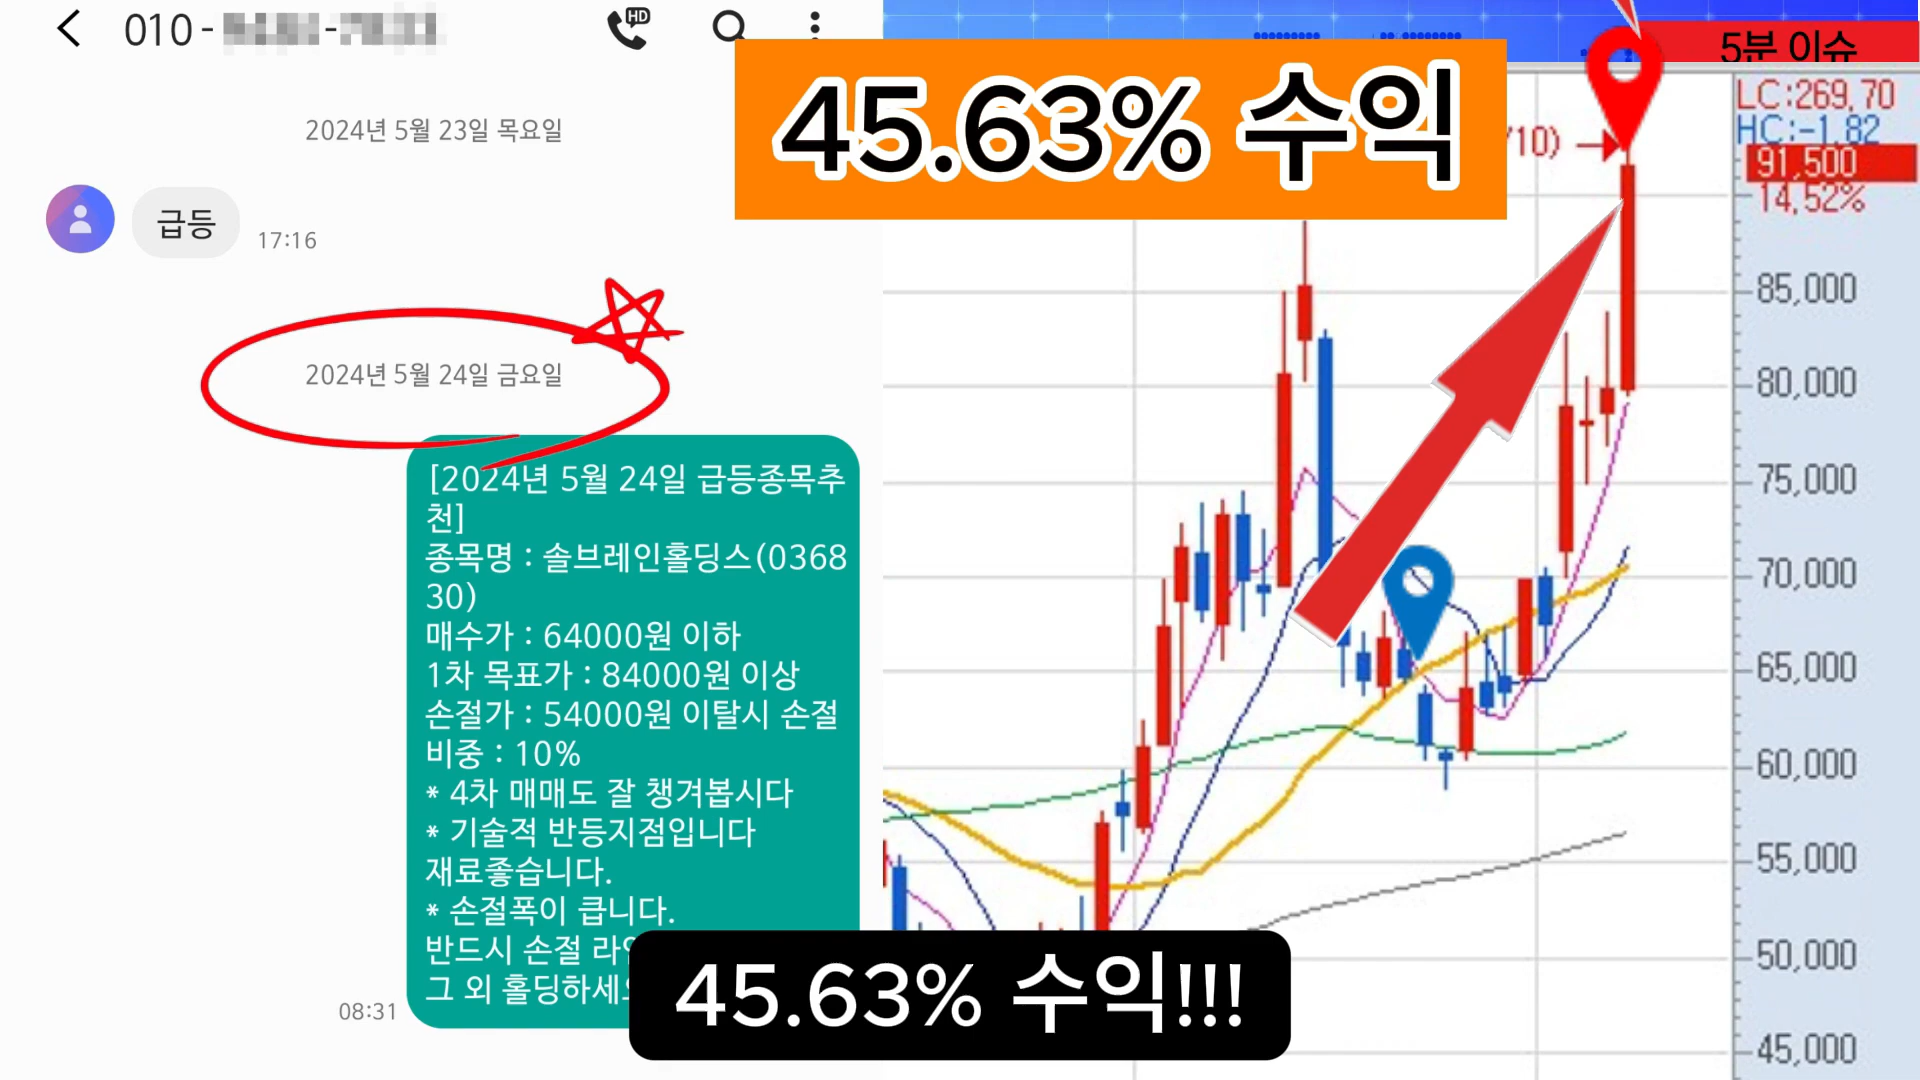 010-
2024년 5월 23일 목요일
급등
17:16
2024년 5월 24일 금요일
[2024년 5월 24일 급등종목추
천]
종목명 : 솔브레인홀딩스(0368
30)
매수가 : 64000원 이하
1차 목표가 : 84000원 이상
손절가 : 54000원 이탈시 손절
비중 : 10%
* 4차 매매도 잘 챙겨봅시다
* 기술적 반등지점입니다
재료좋습니다.
* 손절폭이 큽니다.
반드시 손절
그 외 홀딩하세
08:31
45.63% 수익
5분 이슈
/10)
LC:269.70
HC:-1.82
91,500
14.52%
85,000
80,000
75,000
70,000
65,000
60,000
55,000
50,000
45,000
45.63% 수익!!!